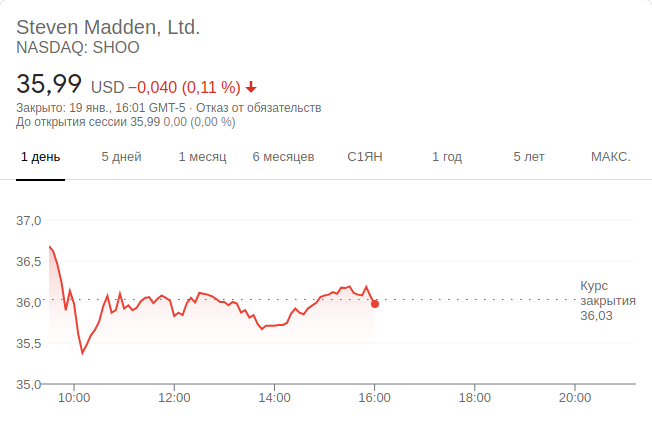 Steven Madden, Ltd.
NASDAQ: SHOO
35,99 USD −0,040 (0,11 %)
Закрыто: 19 янв., 16:01 GMT-5 · Отказ от обязательств
До открытия сессии 35,99 0,00 (0,00 %)
1 день 5 дней 1 месяц 6 месяцев С1ЯН 1 год 5 лет МАКС.
37,0
36,5
Курс
36,0 закрытия
36,03
35,5
35,0
10:00 12:00 14:00 16:00 18:00 20:00